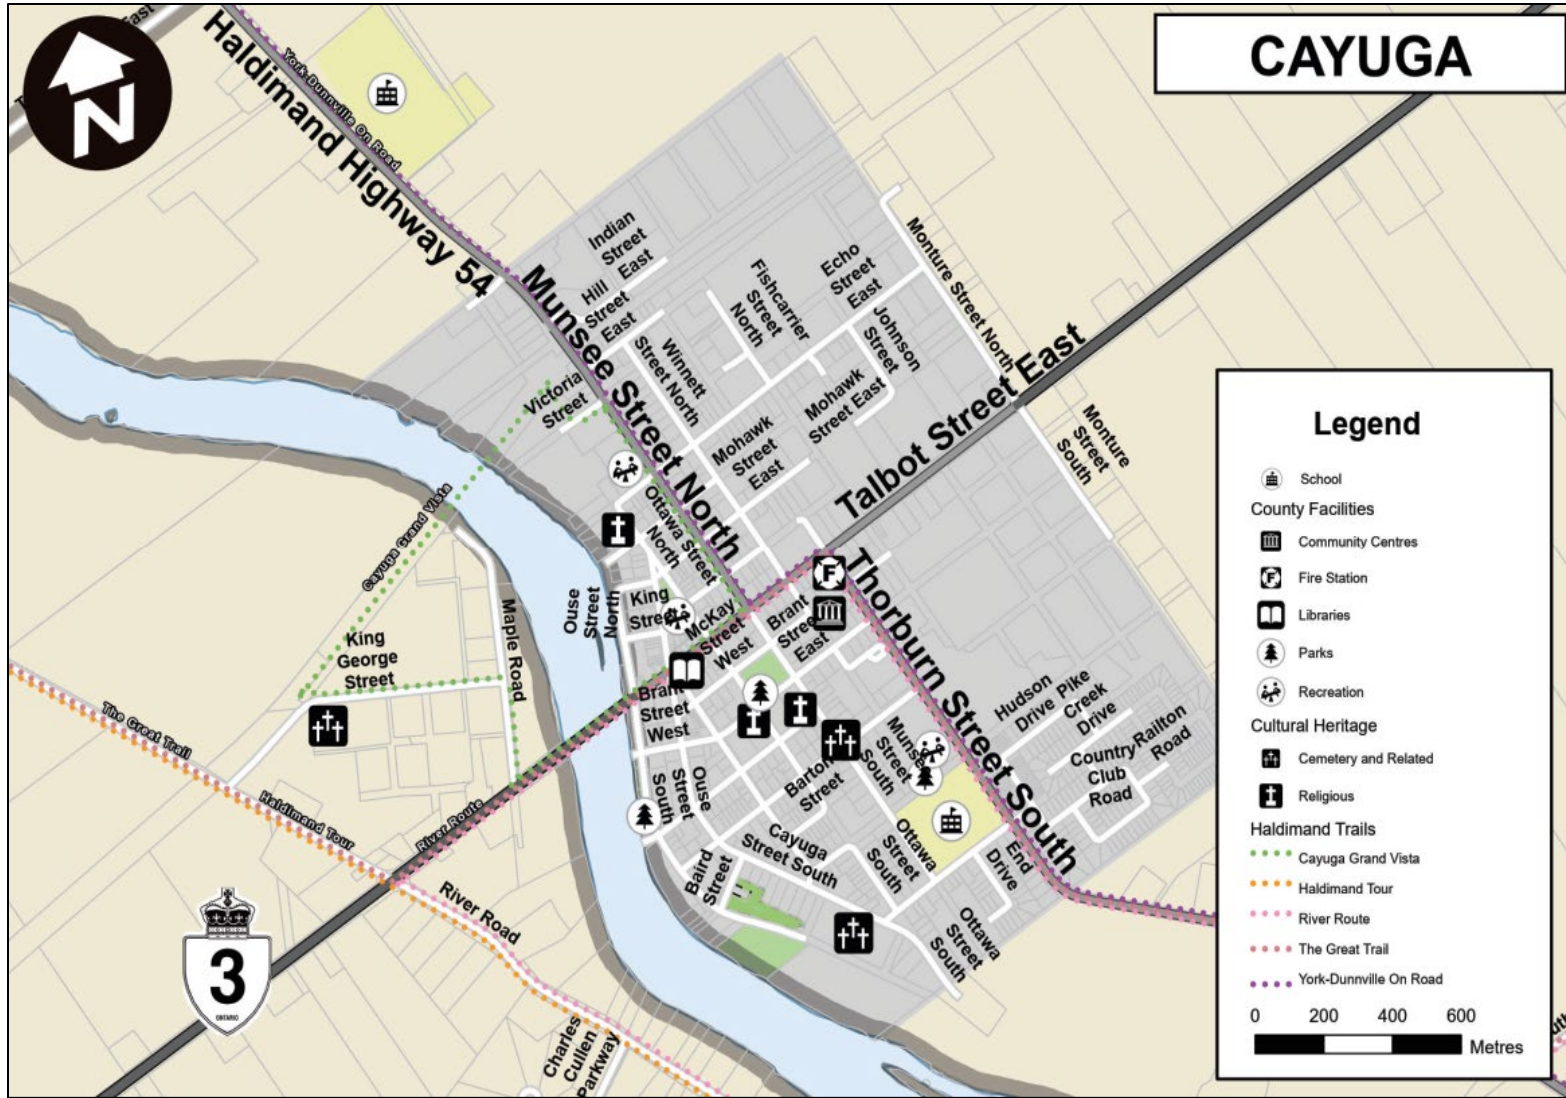 CAYUGA
N
East
Haldimand Highway 54
York-Dunnville On Road
Munsee Street North
Indian
Street
East
Hill
Street
East
Fishcarrier
Street
North
Echo
Street
East
Monture Street North
Winnett
Street North
Johnson
Street
Mohawk
Street East
Mohawk
Street
East
Talbot Street East
Monture
Street
South
Victoria
Street
Ottawa Street
North
Cayuga Grand Vista
Ouse
Street
North
King
Street
McKay
Street
West
Brant
Street
East
F
Thorburn Street South
King
George
Street
Maple Road
Brant
Street
West
Hudson
Drive
Pike
Creek
Drive
Railton
Road
Country
Club
Road
Munsee
Street
South
Barton
Street
Ouse
Street
South
Cayuga
Street South
Ottawa
Street
South
End
Drive
Baird
Street
Ottawa
Street
South
The Great Trail
Haldimand Tour
River Route
River Road
3
ONTARIO
Charles
Cullen
Parkway
Legend
School
County Facilities
Community Centres
F
Fire Station
Libraries
Parks
Recreation
Cultural Heritage
Cemetery and Related
Religious
Haldimand Trails
Cayuga Grand Vista
Haldimand Tour
River Route
The Great Trail
York-Dunnville On Road
0 200 400 600
Metres